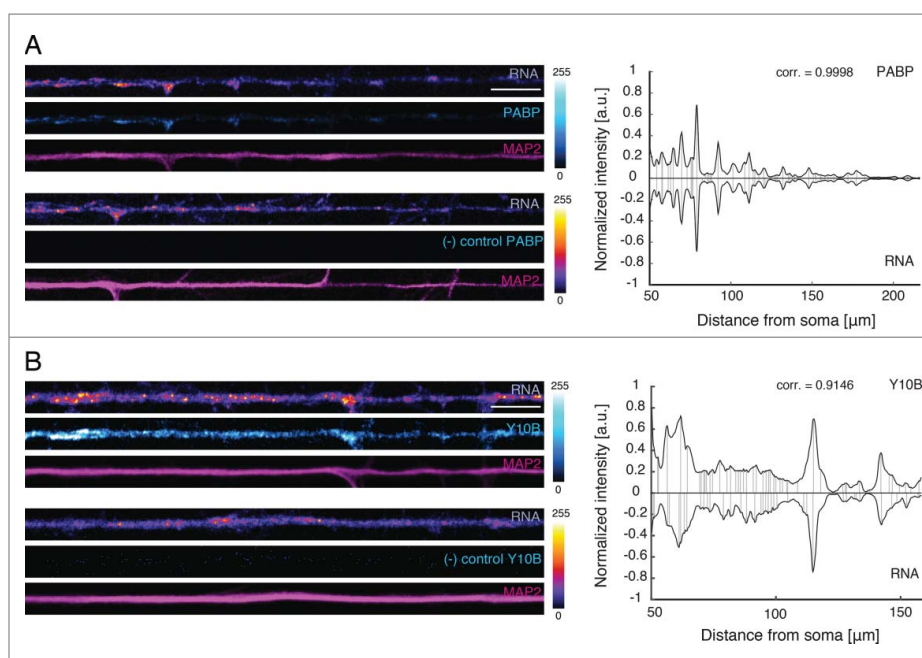 A
RNA
255
PABP
MAP2
0
RNA
255
(-) control PABP
MAP2
0
corr. = 0.9998
PABP
Normalized intensity [a.u.]
1
0.8
0.6
0.4
0.2
0
-0.2
-0.4
-0.6
-0.8
-1
RNA
50
100
150
200
Distance from soma [µm]
B
RNA
255
Y10B
MAP2
0
RNA
255
(-) control Y10B
MAP2
0
corr. = 0.9146
Y10B
Normalized intensity [a.u.]
1
0.8
0.6
0.4
0.2
0
-0.2
-0.4
-0.6
-0.8
-1
RNA
50
100
150
Distance from soma [µm]